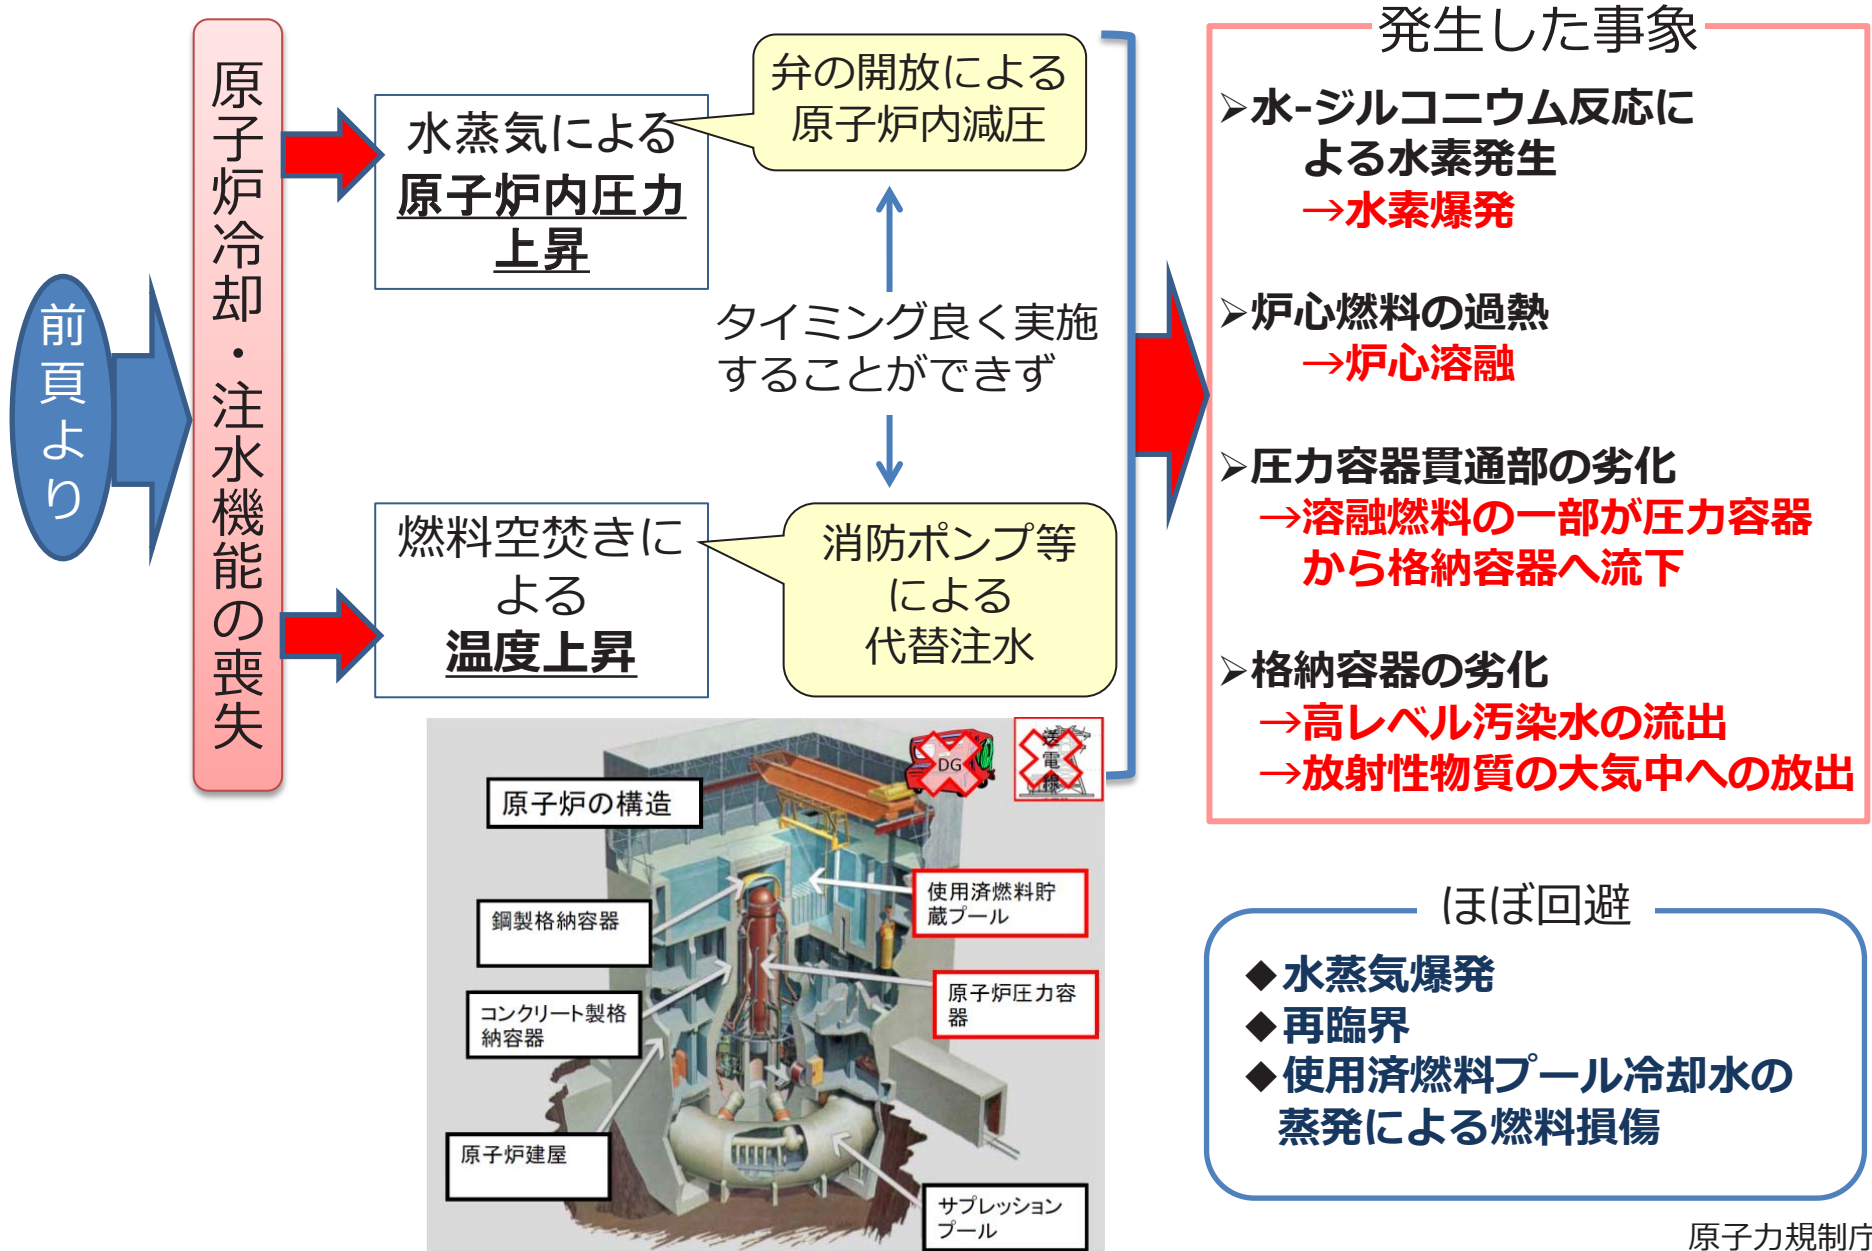 前頁より
原子炉冷却・注水機能の喪失
水蒸気による
原子炉内圧力
上昇
弁の開放による
原子炉内減圧
タイミング良く実施
することができず
燃料空焚きに
よる
温度上昇
消防ポンプ等
による
代替注水
DG
送電線
原子炉の構造
鋼製格納容器
コンクリート製格
納容器
原子炉建屋
使用済燃料貯
蔵プール
原子炉圧力容
器
サプレッション
プール
発生した事象
➢水-ジルコニウム反応に
よる水素発生
→水素爆発
➢炉心燃料の過熱
→炉心溶融
➢圧力容器貫通部の劣化
→溶融燃料の一部が圧力容器
から格納容器へ流下
➢格納容器の劣化
→高レベル汚染水の流出
→放射性物質の大気中への放出
ほぼ回避
◆水蒸気爆発
◆再臨界
◆使用済燃料プール冷却水の
蒸発による燃料損傷
原子力規制庁